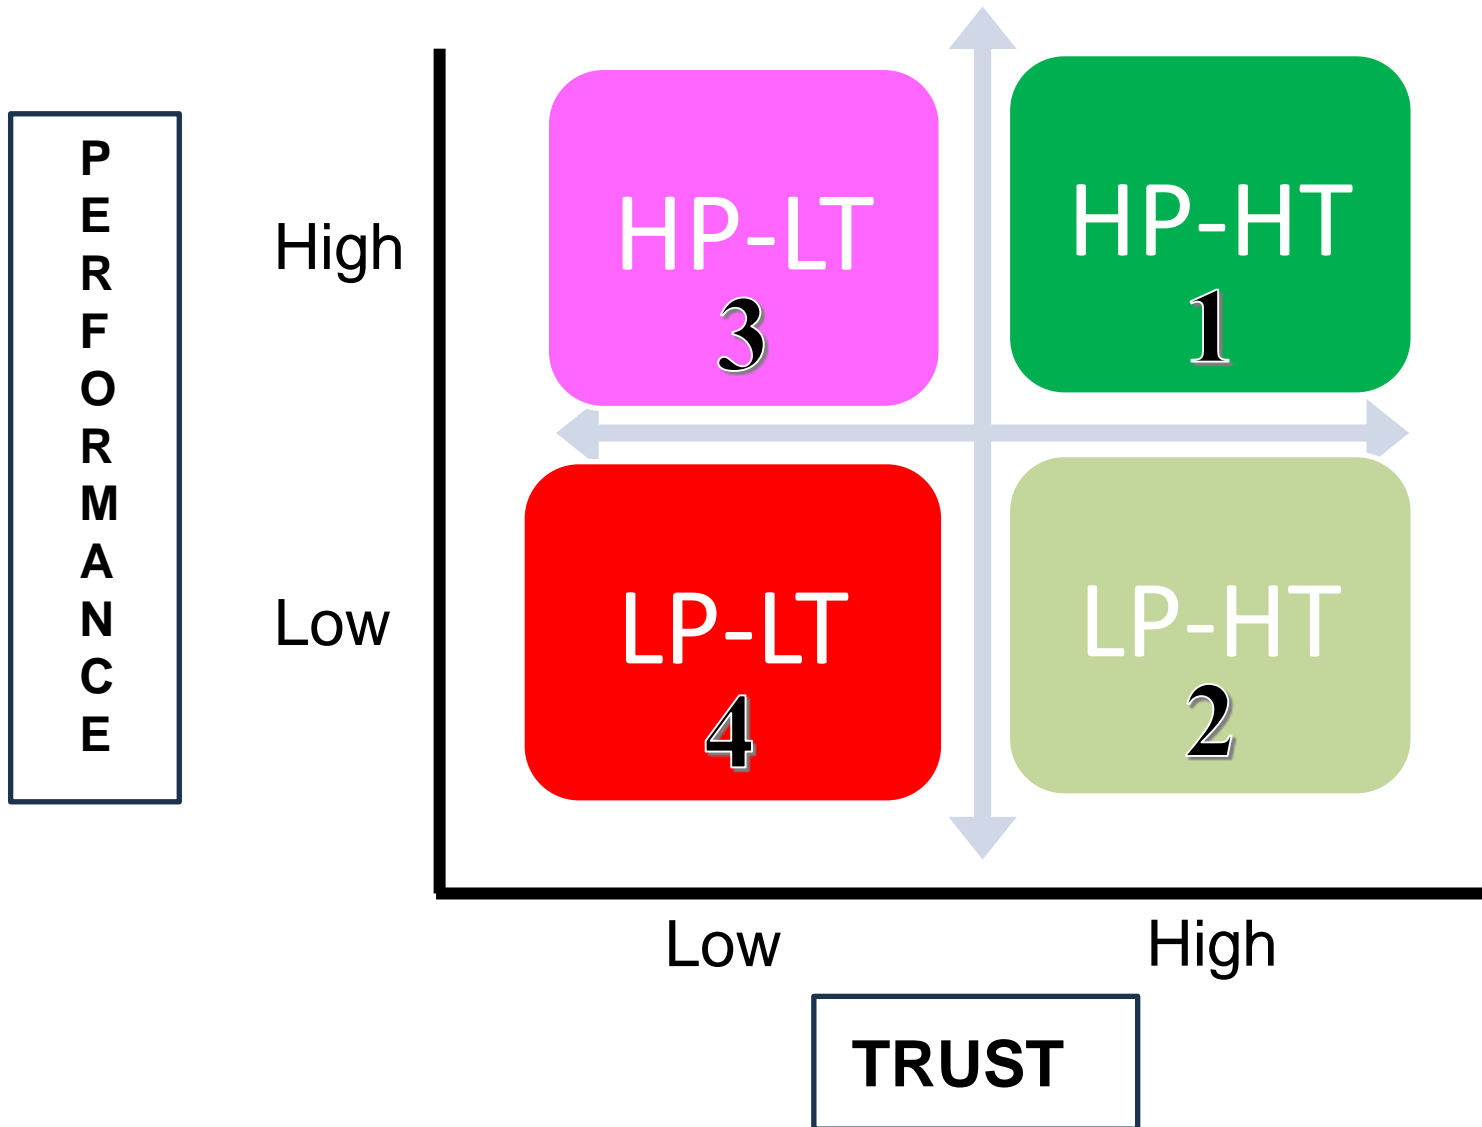 PERFORMANCE
High
HP-LT
3
HP-HT
1
Low
LP-LT
4
LP-HT
2
Low
High
TRUST